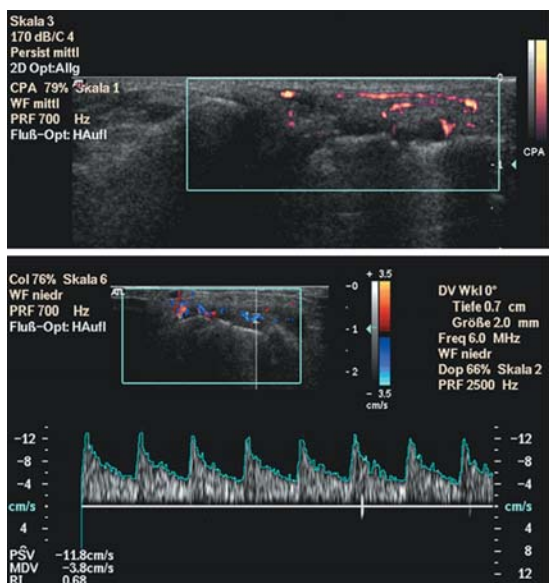 Skala 3
170 dB/C 4
Persist mittl
2D Opt:Allg
CPA 79% Skala 1
WF mittl
PRF 700 Hz
Fluß-Opt: HAufl
0
1
CPA
Col 76% Skala 6
WF niedr
PRF 700 Hz
Fluß-Opt: HAufl
ATL
0
1
2
+ 3.5
- 3.5
cm/s
DV Wkl 0°
Tiefe 0.7 cm
Größe 2.0 mm
Freq 6.0 MHz
WF niedr
Dop 66% Skala 2
PRF 2500 Hz
-12 -12
-8 -8
-4 -4
cm/s cm/s
4 4
8 8
12
PSV -11.8cm/s
MDV -3.8cm/s
RI 0.68